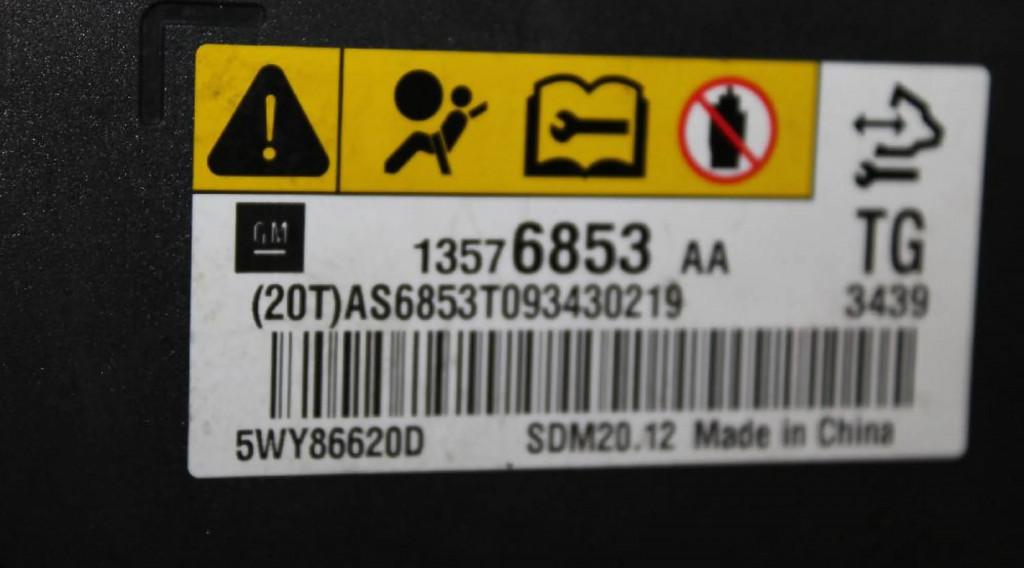 GM
13576853 AA
TG
(20T)AS6853T093430219
3439
5WY86620D
SDM20.12 Made in China